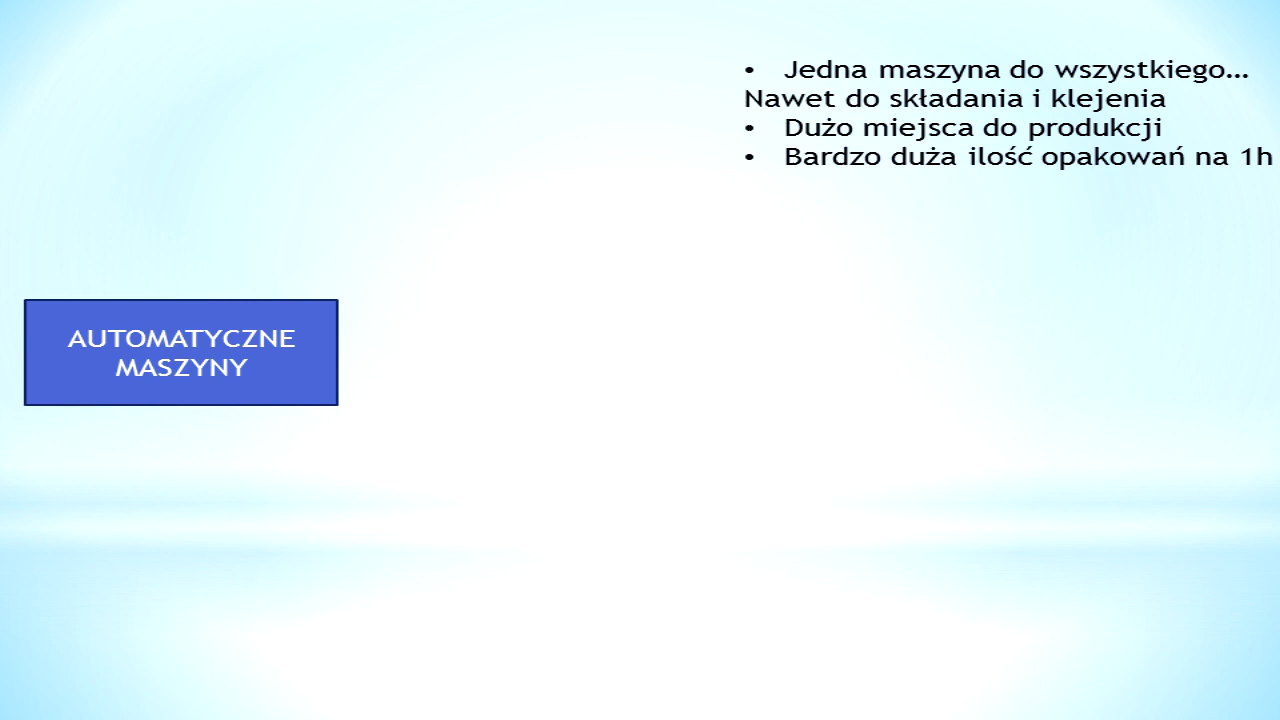 • Jedna maszyna do wszystkiego...
Nawet do składania i klejenia
• Dużo miejsca do produkcji
• Bardzo duża ilość opakowań na 1h
AUTOMATYCZNE
MASZYNY